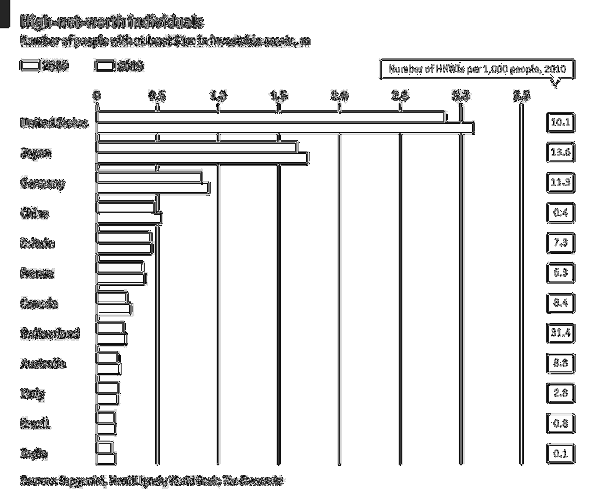 High-net-worth individuals
Number of people with at least $1m in investable assets, m
2009 2010
Number of HNWIs per 1,000 people, 2010
0 0.5 1.0 1.5 2.0 2.5 3.0 3.5
United States 10.1
Japan 13.6
Germany 11.3
China 0.4
Britain 7.3
France 6.3
Canada 8.4
Switzerland 31.4
Australia 8.8
Italy 2.8
Brazil 0.8
India 0.1
Sources: Capgemini; Merrill Lynch; World Bank; The Economist